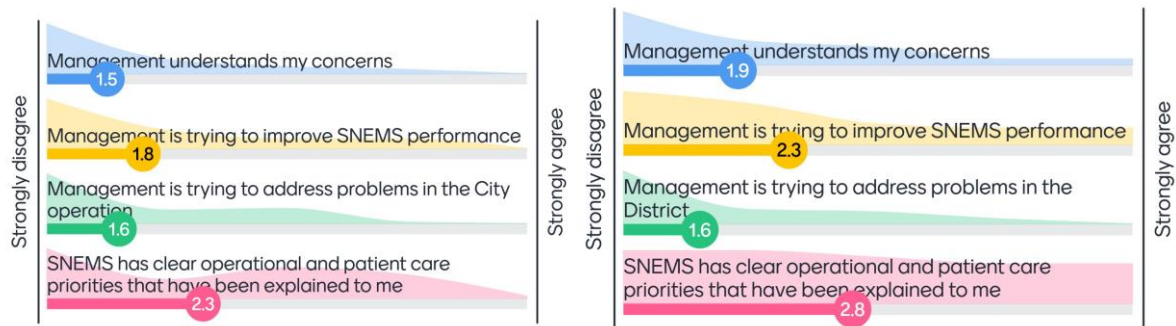 Strongly disagree
Management understands my concerns
1.5
Management is trying to improve SNEMS performance
1.8
Management is trying to address problems in the City
operation
1.6
SNEMS has clear operational and patient care
priorities that have been explained to me
2.3
Strongly agree
Strongly disagree
Management understands my concerns
1.9
Management is trying to improve SNEMS performance
2.3
Management is trying to address problems in the
District
1.6
SNEMS has clear operational and patient care
priorities that have been explained to me
2.8
Strongly agree